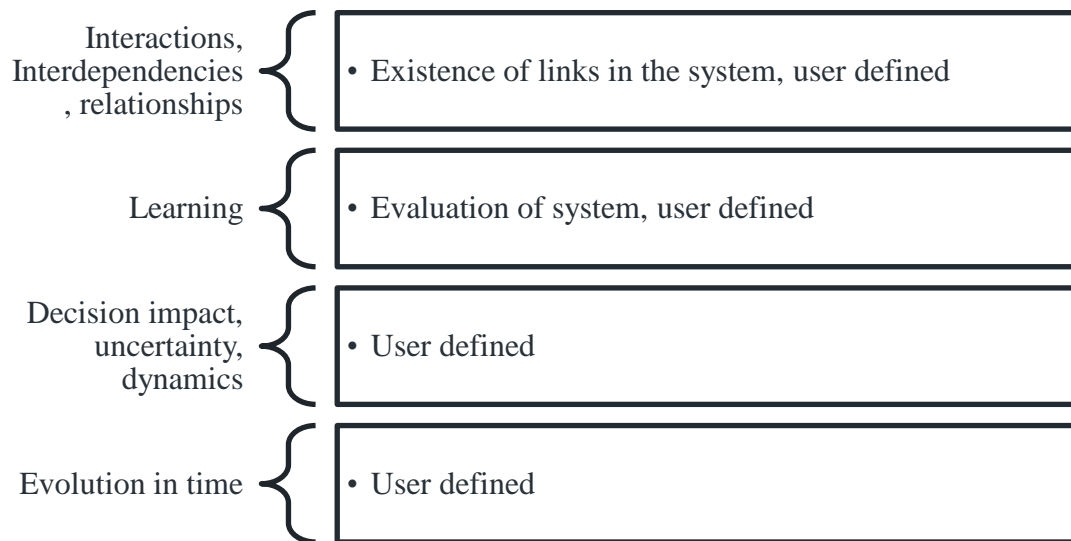 Interactions,
Interdependencies
, relationships
• Existence of links in the system, user defined
Learning
• Evaluation of system, user defined
Decision impact,
uncertainty,
dynamics
• User defined
Evolution in time
• User defined